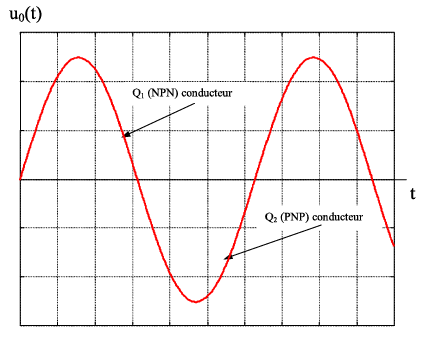 u₀(t)
Q₁ (NPN) conducteur
t
Q₂ (PNP) conducteur